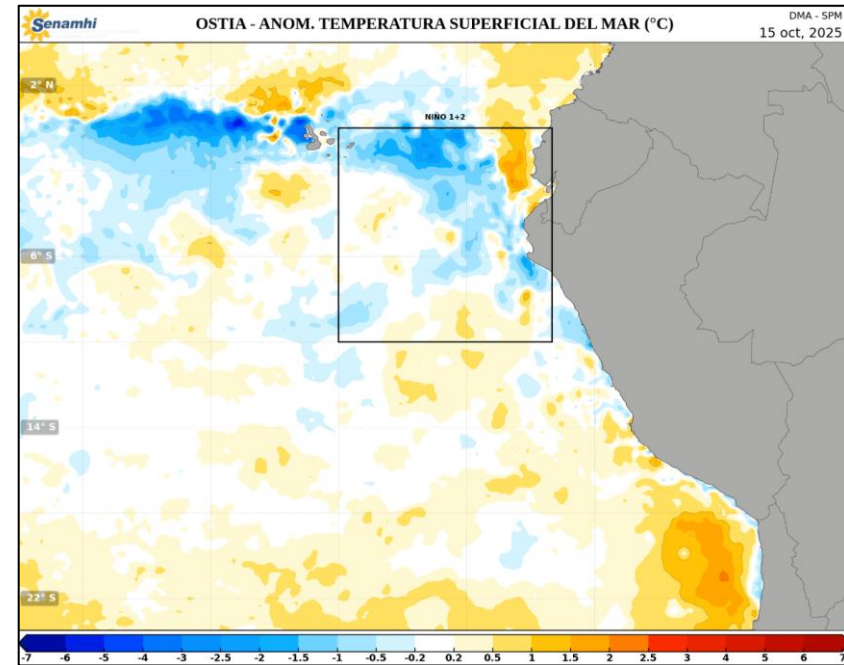 Senamhi
OSTIA - ANOM. TEMPERATURA SUPERFICIAL DEL MAR (°C)
DMA - SPM
15 oct, 2025
2° N
NIÑO 1+2
6° S
14° S
22° S
-7 -6 -5 -4 -3 -2.5 -2 -1.5 -1 -0.5 -0.2 0.2 0.5 1 1.5 2 2.5 3 4 5 6 7